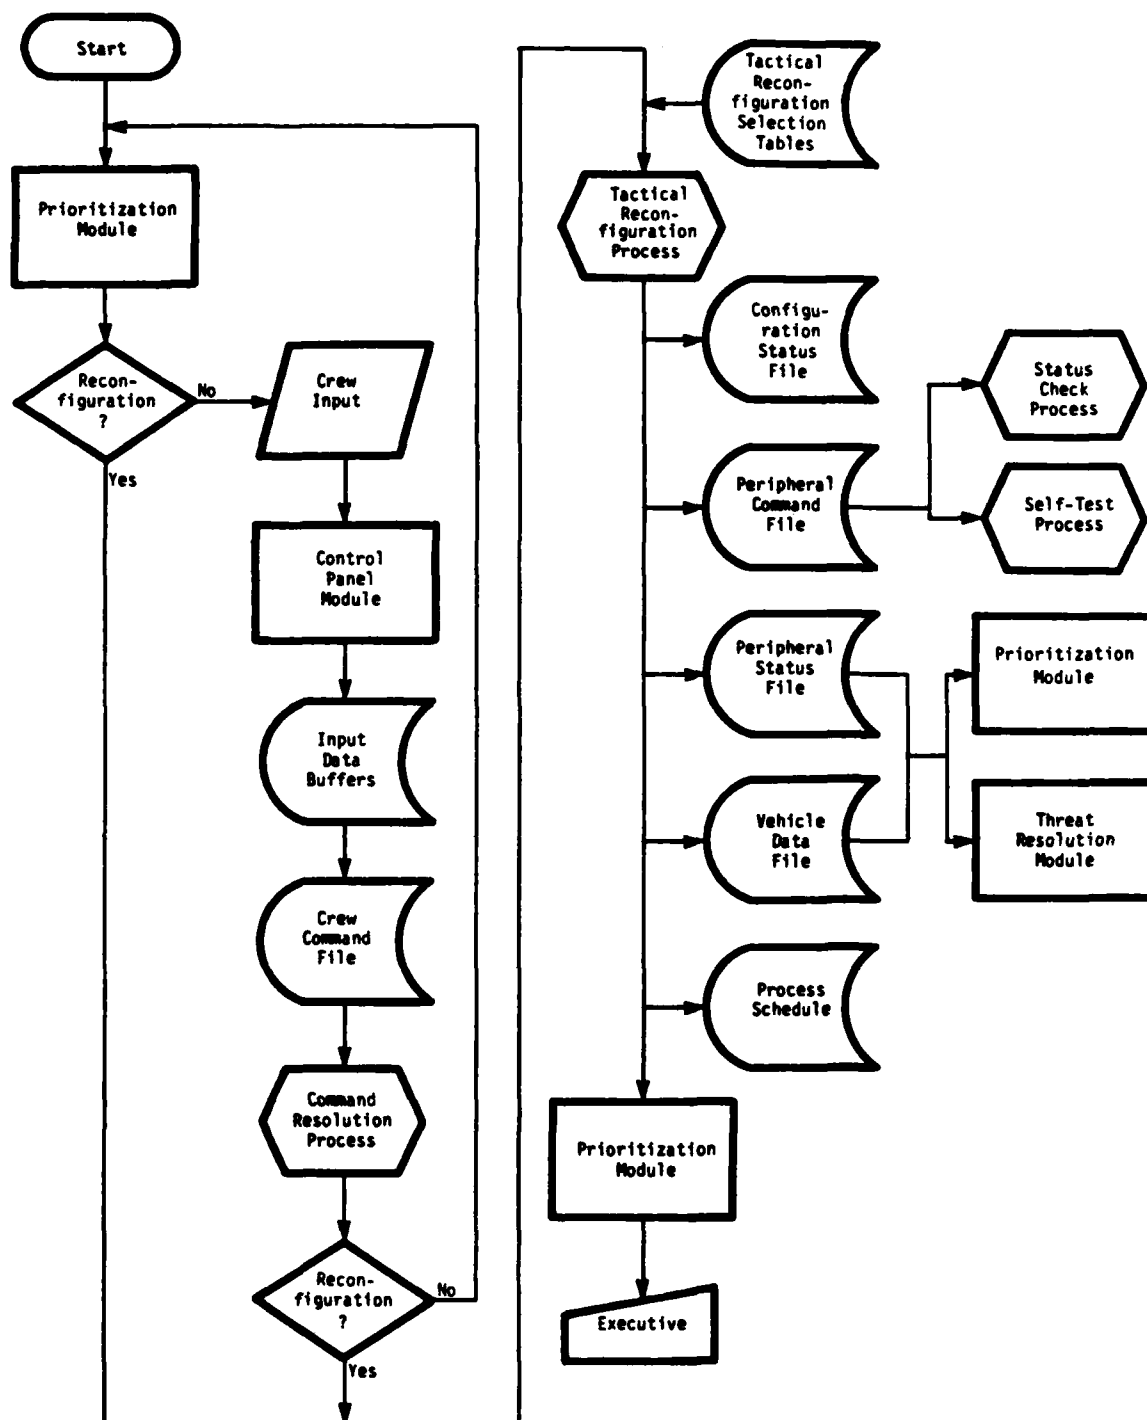 Start
Prioritization
Module
Recon-
figuration
?
No
Yes
Crew
Input
Control
Panel
Module
Input
Data
Buffers
Crew
Command
File
Command
Resolution
Process
Recon-
figuration
?
No
Yes
Tactical
Recon-
figuration
Selection
Tables
Tactical
Recon-
figuration
Process
Configu-
ration
Status
File
Status
Check
Process
Peripheral
Command
File
Self-Test
Process
Peripheral
Status
File
Prioritization
Module
Vehicle
Data
File
Threat
Resolution
Module
Process
Schedule
Prioritization
Module
Executive